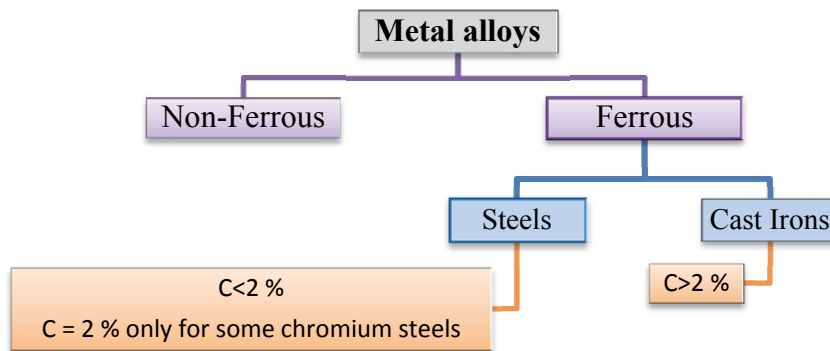 Metal alloys
Non-Ferrous
Ferrous
Steels
Cast Irons
C<2 %
C = 2 % only for some chromium steels
C>2 %